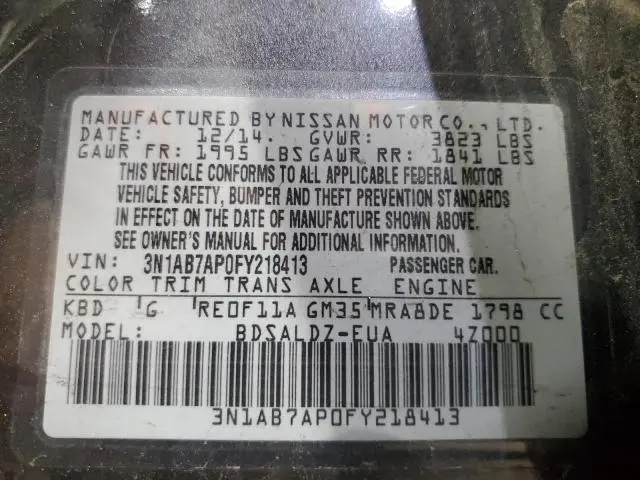 MANUFACTURED BY NISSAN MOTOR CO., LTD.
DATE: 12/14. GVWR: 3823 LBS
GAWR FR: 1995 LBS GAWR RR: 1841 LBS
THIS VEHICLE CONFORMS TO ALL APPLICABLE FEDERAL MOTOR
VEHICLE SAFETY, BUMPER AND THEFT PREVENTION STANDARDS
IN EFFECT ON THE DATE OF MANUFACTURE SHOWN ABOVE.
SEE OWNER'S MANUAL FOR ADDITIONAL INFORMATION.
VIN: 3N1AB7AP0FY218413 PASSENGER CAR.
COLOR TRIM TRANS AXLE ENGINE
KBD G RE0F11A GM35 MRA8DE 1798 CC
MODEL: BDSALDZ-EUA 4Z000
3N1AB7AP0FY218413